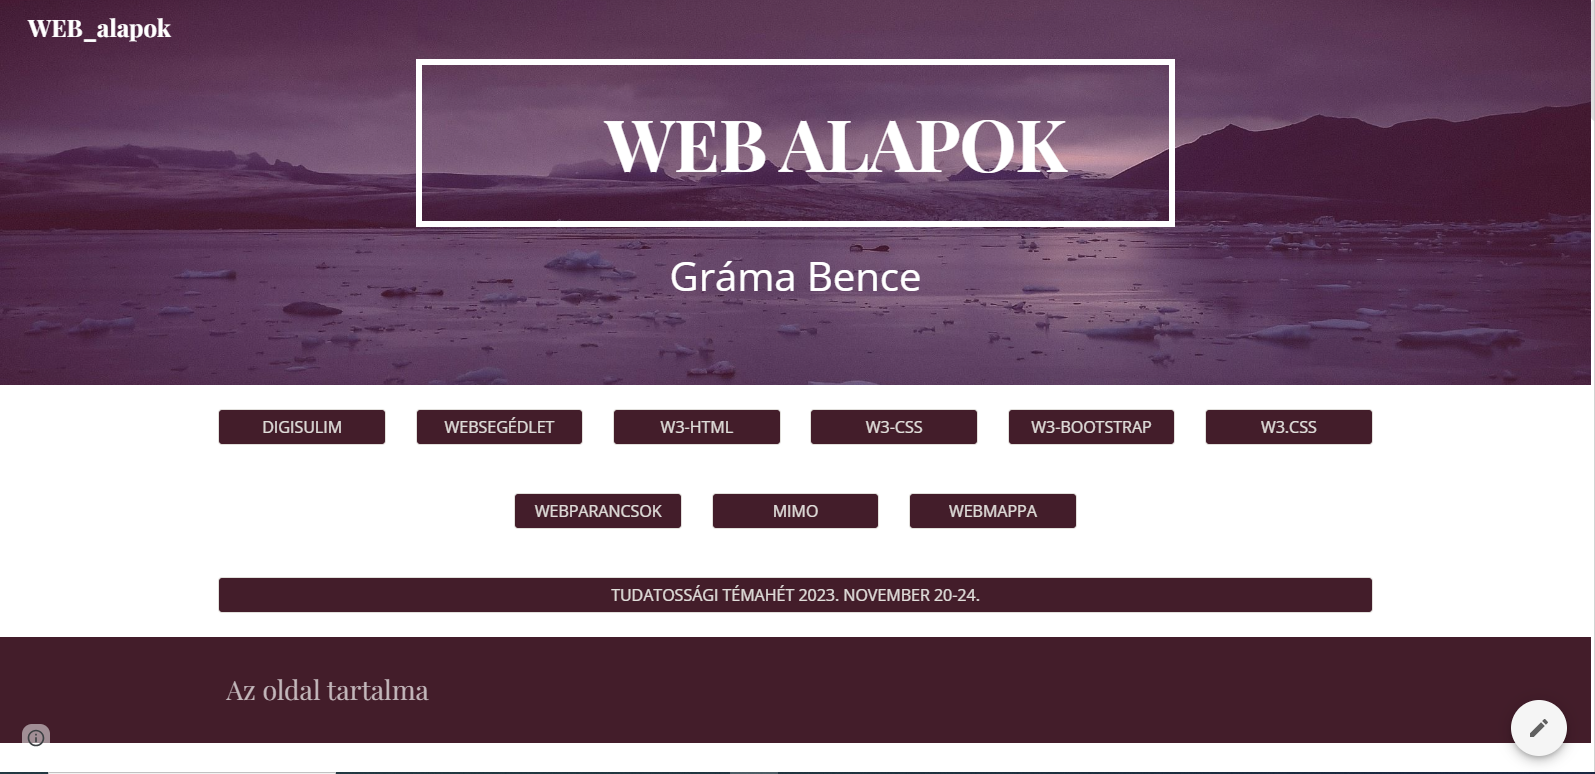 WEB_alapok
WEB ALAPOK
Gráma Bence
DIGISULIM
WEBSEGÉDLET
W3-HTML
W3-CSS
W3-BOOTSTRAP
W3.CSS
WEBPARANCSOK
MIMO
WEBMAPPA
TUDATOSSÁGI TÉMAHÉT 2023. NOVEMBER 20-24.
Az oldal tartalma